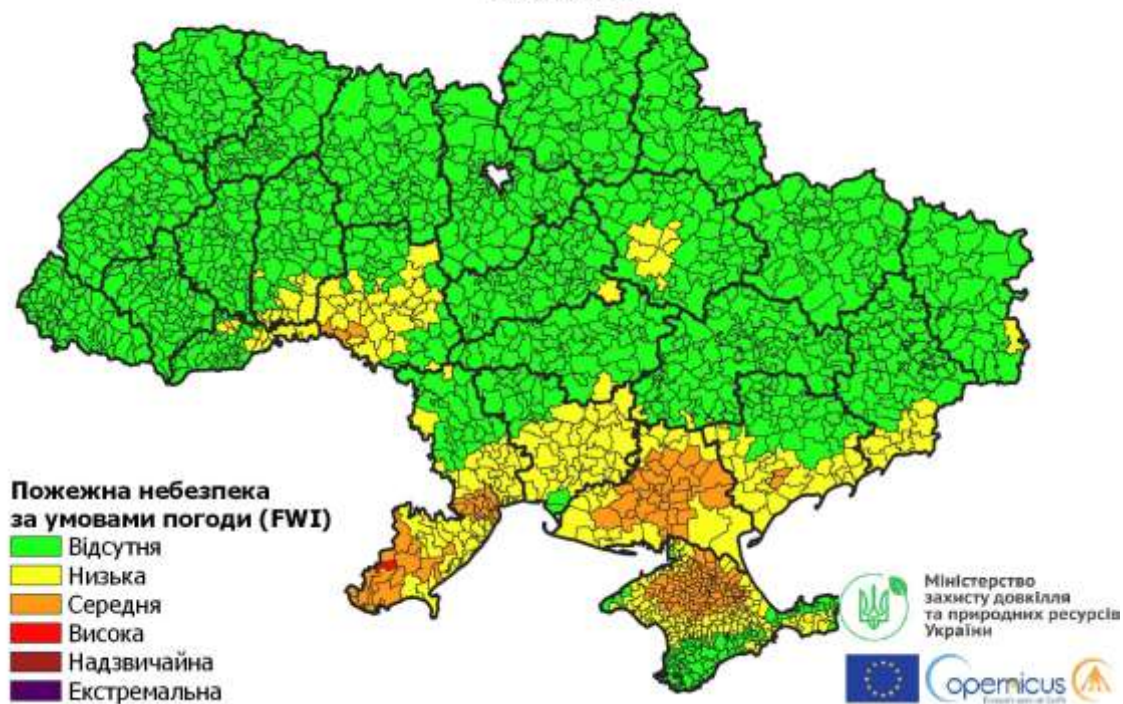 Пожежна небезпека
за умовами погоди (FWI)
Відсутня
Низька
Середня
Висока
Надзвичайна
Екстремальна
Міністерство
захисту довкілля
та природних ресурсів
України
opernicus